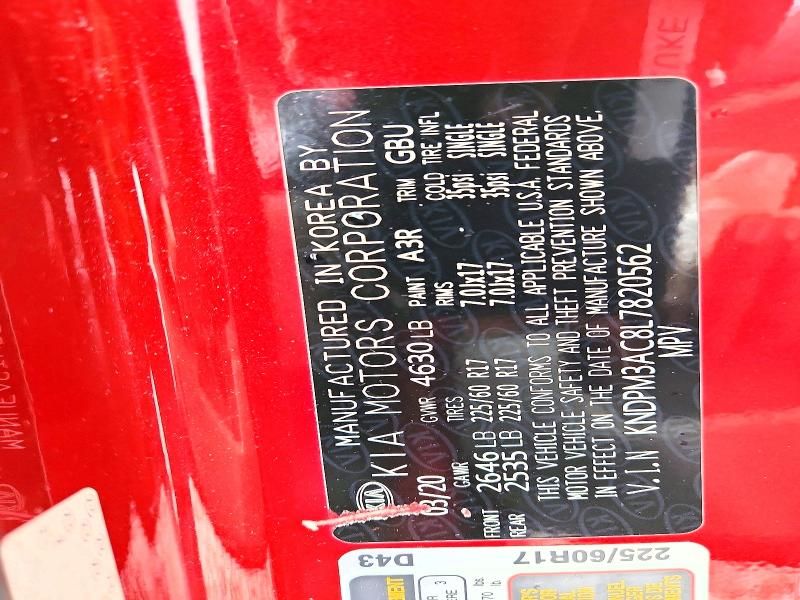 MANUFACTURED IN KOREA BY
KIA KIA MOTORS CORPORATION
03/20 GVWR 4630 LB PAINT A3R TRIM GBU
GAWR TIRES RIMS COLD TIRE INFL
FRONT 2646 LB 225/60 R17 7.0Jx17 35psi SINGLE
REAR 2535 LB 225/60 R17 7.0Jx17 35psi SINGLE
THIS VEHICLE CONFORMS TO ALL APPLICABLE U.S.A. FEDERAL
MOTOR VEHICLE SAFETY AND THEFT PREVENTION STANDARDS
IN EFFECT ON THE DATE OF MANUFACTURE SHOWN ABOVE.
V.I.N KNDPM3AC8L7820562
MPV
225/60R17 D43